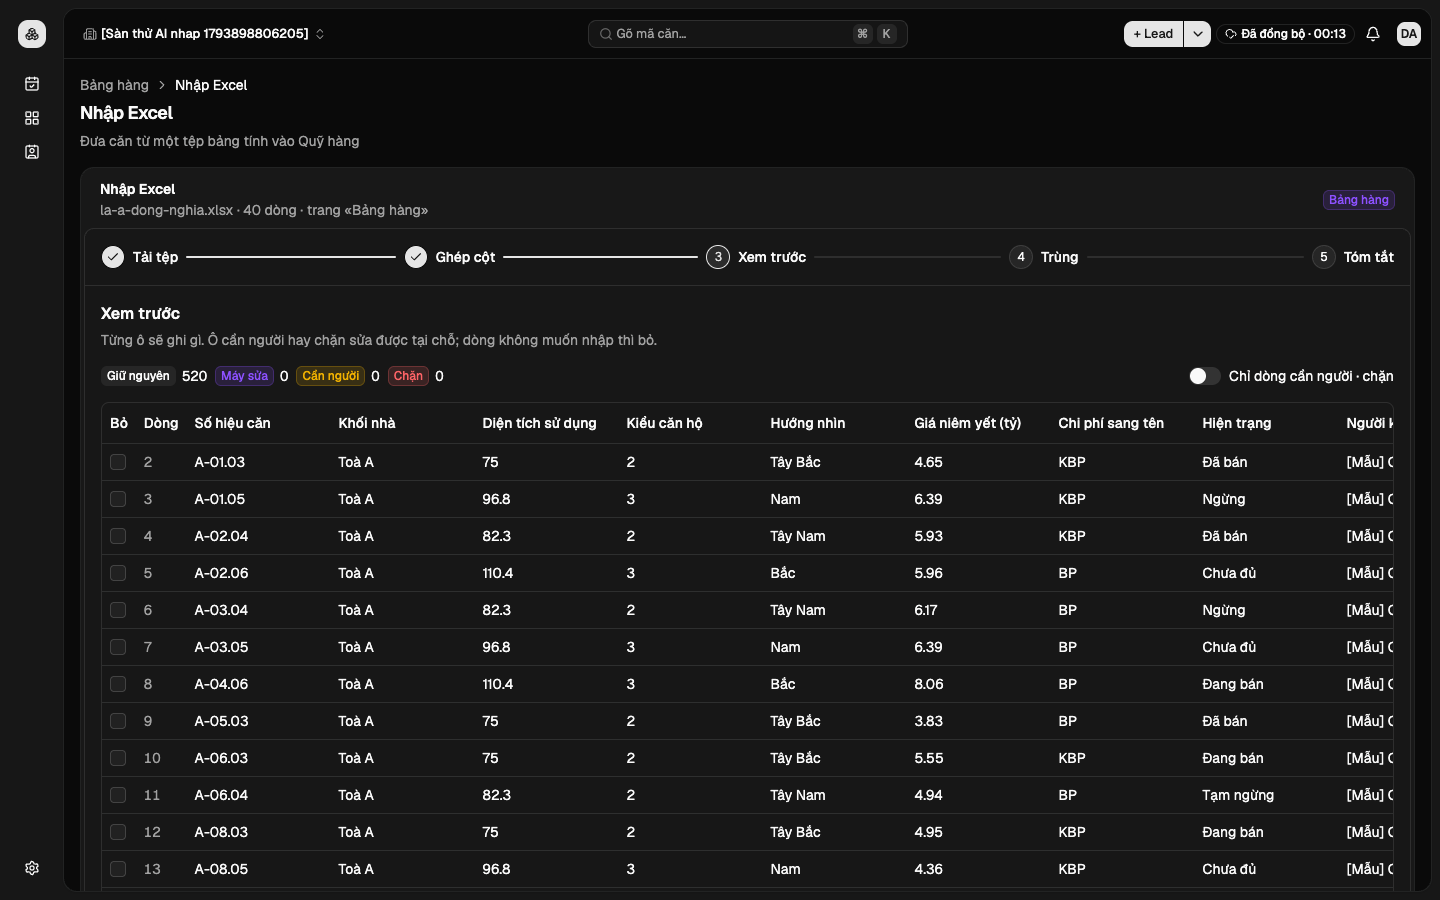 [Sàn thử AI nhap 1793898806205]
Gõ mã căn...
⌘ K
+ Lead
Đã đồng bộ · 00:13
DA
Bảng hàng > Nhập Excel
Nhập Excel
Đưa căn từ một tệp bảng tính vào Quỹ hàng
Nhập Excel
la-a-dong-nghia.xlsx · 40 dòng · trang «Bảng hàng»
Bảng hàng
Tải tệp
Ghép cột
3 Xem trước
4 Trùng
5 Tóm tắt
Xem trước
Từng ô sẽ ghi gì. Ô cần người hay chặn sửa được tại chỗ; dòng không muốn nhập thì bỏ.
Giữ nguyên 520 Máy sửa 0 Cần người 0 Chặn 0
Chỉ dòng cần người · chặn
Bỏ Dòng Số hiệu căn Khối nhà Diện tích sử dụng Kiểu căn hộ Hướng nhìn Giá niêm yết (tỷ) Chi phí sang tên Hiện trạng Người
2 A-01.03 Toà A 75 2 Tây Bắc 4.65 KBP Đã bán [Mẫu]
3 A-01.05 Toà A 96.8 3 Nam 6.39 KBP Ngừng [Mẫu]
4 A-02.04 Toà A 82.3 2 Tây Nam 5.93 KBP Đã bán [Mẫu]
5 A-02.06 Toà A 110.4 3 Bắc 5.96 BP Chưa đủ [Mẫu]
6 A-03.04 Toà A 82.3 2 Tây Nam 6.17 BP Ngừng [Mẫu]
7 A-03.05 Toà A 96.8 3 Nam 6.39 BP Chưa đủ [Mẫu]
8 A-04.06 Toà A 110.4 3 Bắc 8.06 BP Đang bán [Mẫu]
9 A-05.03 Toà A 75 2 Tây Bắc 3.83 BP Đã bán [Mẫu]
10 A-06.03 Toà A 75 2 Tây Bắc 5.55 KBP Đang bán [Mẫu]
11 A-06.04 Toà A 82.3 2 Tây Nam 4.94 BP Tạm ngừng [Mẫu]
12 A-08.03 Toà A 75 2 Tây Bắc 4.95 KBP Đang bán [Mẫu]
13 A-08.05 Toà A 96.8 3 Nam 4.36 KBP Chưa đủ [Mẫu]